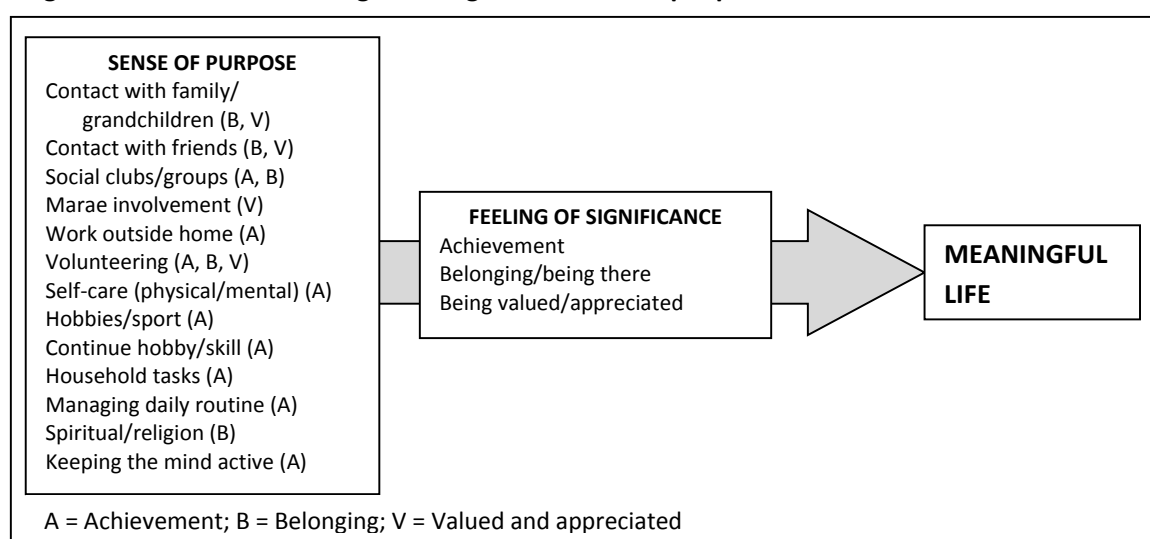 SENSE OF PURPOSE
Contact with family/
grandchildren (B, V)
Contact with friends (B, V)
Social clubs/groups (A, B)
Marae involvement (V)
Work outside home (A)
Volunteering (A, B, V)
Self-care (physical/mental) (A)
Hobbies/sport (A)
Continue hobby/skill (A)
Household tasks (A)
Managing daily routine (A)
Spiritual/religion (B)
Keeping the mind active (A)
FEELING OF SIGNIFICANCE
Achievement
Belonging/being there
Being valued/appreciated
MEANINGFUL
LIFE
A = Achievement; B = Belonging; V = Valued and appreciated